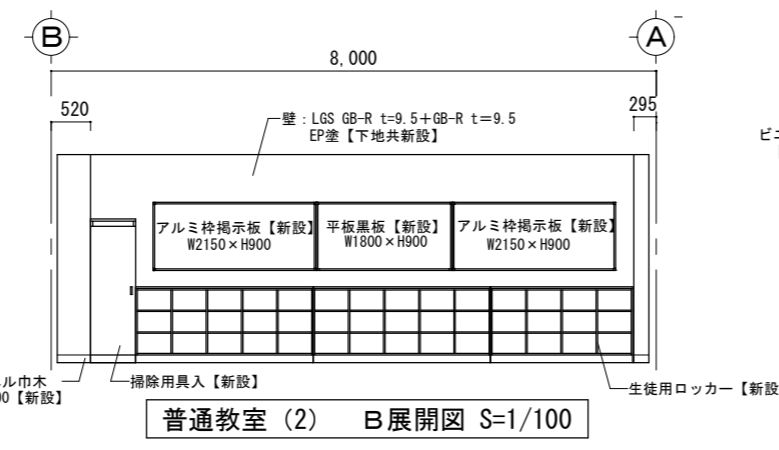 B
A
8,000
520
295
壁：LGS GB-R t=9.5＋GB-R t＝9.5
EP塗【下地共新設】
ビニ
アルミ枠掲示板【新設】
W2150×H900
平板黒板【新設】
W1800×H900
アルミ枠掲示板【新設】
W2150×H900
ル巾木
00【新設】
掃除用具入【新設】
生徒用ロッカー【新設
普通教室（2）　B展開図 S=1/100